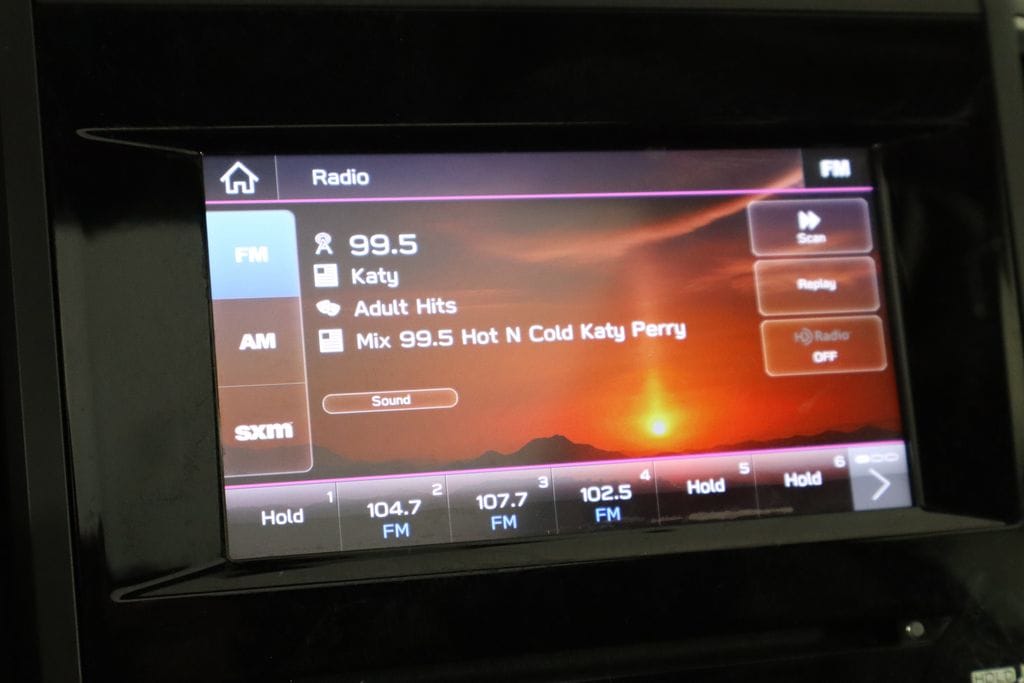 Radio
FM
FM
AM
sxm
99.5
Katy
Adult Hits
Mix 99.5 Hot N Cold Katy Perry
Sound
Scan
Replay
HD Radio
OFF
1
Hold
2
104.7
FM
3
107.7
FM
4
102.5
FM
5
Hold
6
Hold
HOLD